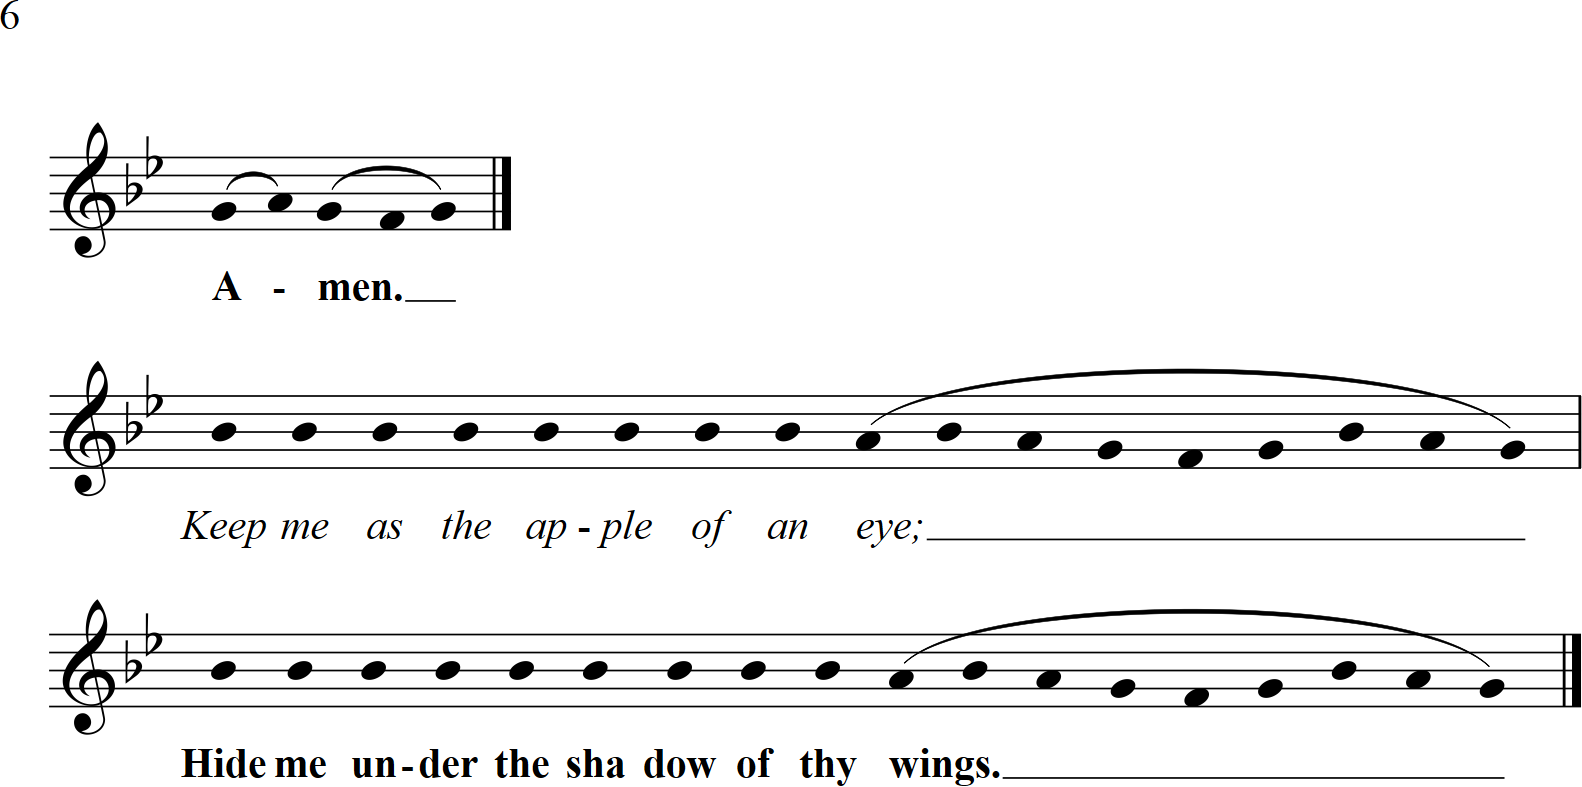 6
A - men.
Keep me as the ap - ple of an eye;
Hide me un - der the sha dow of thy wings.